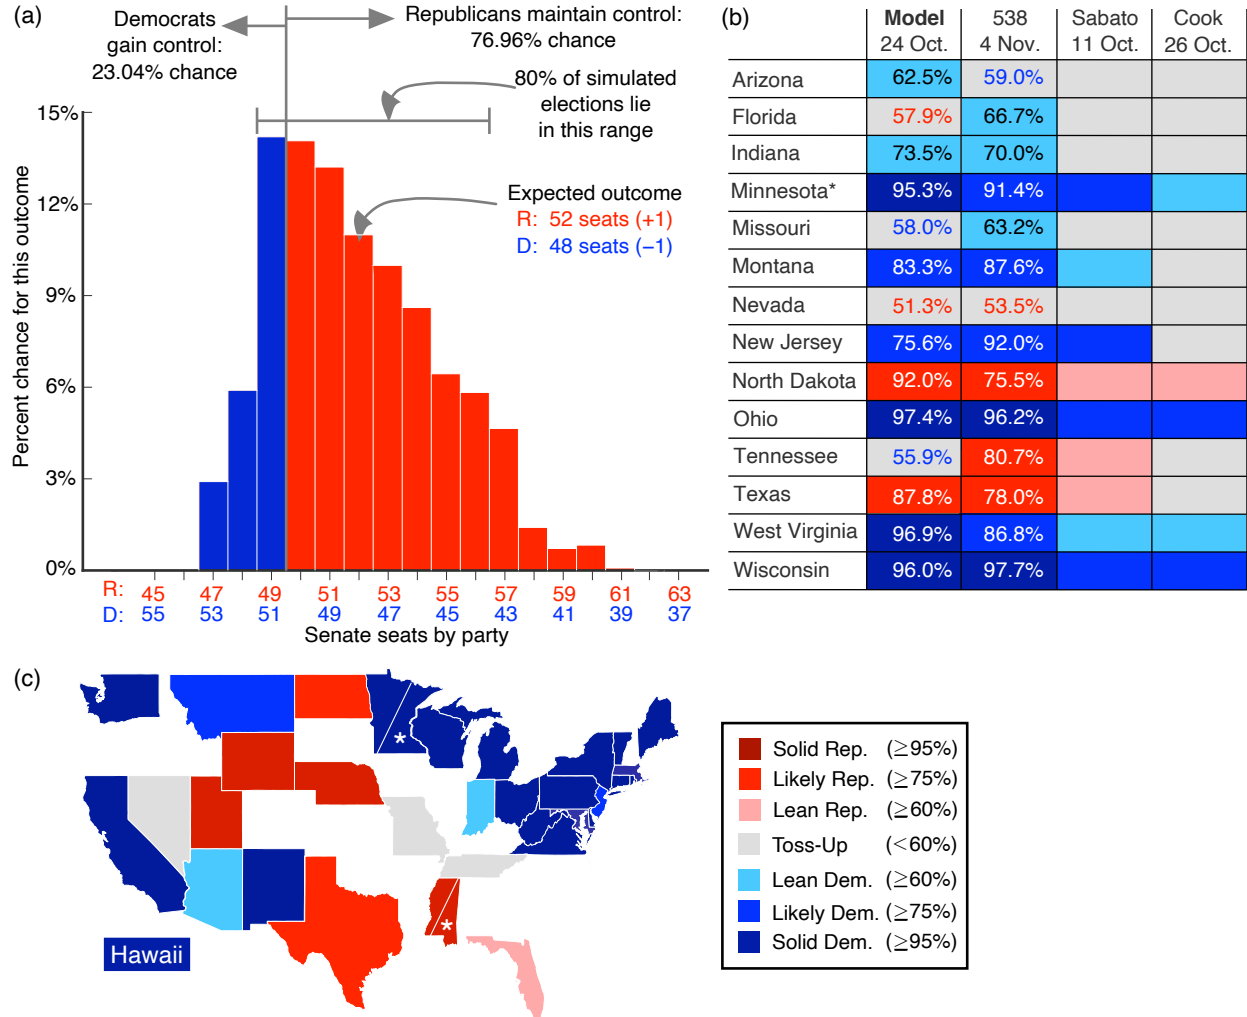 (a)
Democrats
gain control:
23.04% chance
Republicans maintain control:
76.96% chance
80% of simulated
elections lie
in this range
Expected outcome
R: 52 seats (+1)
D: 48 seats (−1)
Percent chance for this outcome
15%
12%
9%
6%
3%
0%
R: 45 47 49 51 53 55 57 59 61 63
D: 55 53 51 49 47 45 43 41 39 37
Senate seats by party
(b)
Model 538 Sabato Cook
24 Oct. 4 Nov. 11 Oct. 26 Oct.
Arizona 62.5% 59.0%
Florida 57.9% 66.7%
Indiana 73.5% 70.0%
Minnesota* 95.3% 91.4%
Missouri 58.0% 63.2%
Montana 83.3% 87.6%
Nevada 51.3% 53.5%
New Jersey 75.6% 92.0%
North Dakota 92.0% 75.5%
Ohio 97.4% 96.2%
Tennessee 55.9% 80.7%
Texas 87.8% 78.0%
West Virginia 96.9% 86.8%
Wisconsin 96.0% 97.7%
(c)
*
*
Hawaii
Solid Rep. (≥95%)
Likely Rep. (≥75%)
Lean Rep. (≥60%)
Toss-Up (<60%)
Lean Dem. (≥60%)
Likely Dem. (≥75%)
Solid Dem. (≥95%)